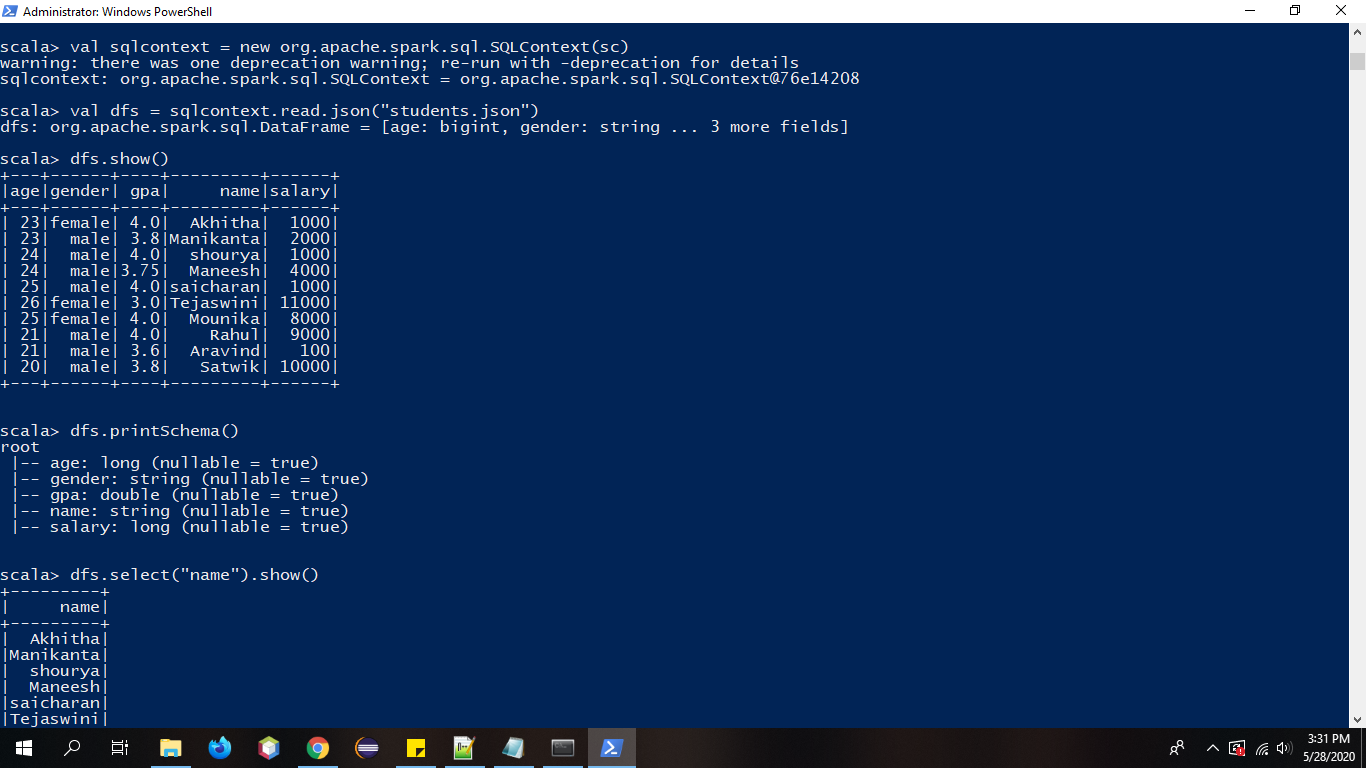 Administrator: Windows PowerShell
scala> val sqlcontext = new org.apache.spark.sql.SQLContext(sc)
warning: there was one deprecation warning; re-run with -deprecation for details
sqlcontext: org.apache.spark.sql.SQLContext = org.apache.spark.sql.SQLContext@76e14208
scala> val dfs = sqlcontext.read.json("students.json")
dfs: org.apache.spark.sql.DataFrame = [age: bigint, gender: string ... 3 more fields]
scala> dfs.show()
+---+------+----+---------+------+
|age|gender| gpa|     name|salary|
+---+------+----+---------+------+
| 23|female| 4.0|  Akhitha|  1000|
| 23|  male| 3.8|Manikanta|  2000|
| 24|  male| 4.0|  shourya|  1000|
| 24|  male|3.75|  Maneesh|  4000|
| 25|  male| 4.0|saicharan|  1000|
| 26|female| 3.0|Tejaswini| 11000|
| 25|female| 4.0|  Mounika|  8000|
| 21|  male| 4.0|    Rahul|  9000|
| 21|  male| 3.6|  Aravind|   100|
| 20|  male| 3.8|   Satwik| 10000|
+---+------+----+---------+------+
scala> dfs.printSchema()
root
 |-- age: long (nullable = true)
 |-- gender: string (nullable = true)
 |-- gpa: double (nullable = true)
 |-- name: string (nullable = true)
 |-- salary: long (nullable = true)
scala> dfs.select("name").show()
+---------+
|     name|
+---------+
|  Akhitha|
|Manikanta|
|  shourya|
|  Maneesh|
|saicharan|
|Tejaswini|
3:31 PM
5/28/2020